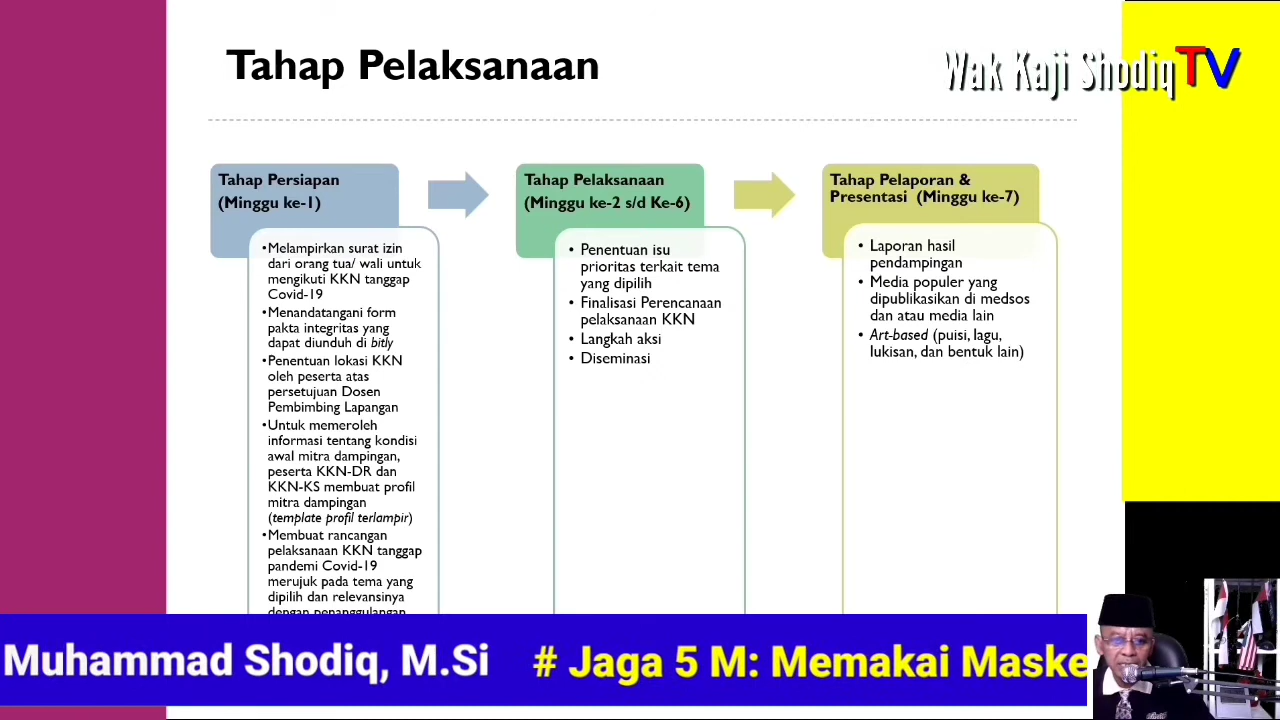 Tahap Pelaksanaan
Wak Kaji Shodiq TV
Tahap Persiapan
(Minggu ke-1)
•Melampirkan surat izin
dari orang tua/ wali untuk
mengikuti KKN tanggap
Covid-19
•Menandatangani form
pakta integritas yang
dapat diunduh di bitly
•Penentuan lokasi KKN
oleh peserta atas
persetujuan Dosen
Pembimbing Lapangan
•Untuk memeroleh
informasi tentang kondisi
awal mitra dampingan,
peserta KKN-DR dan
KKN-KS membuat profil
mitra dampingan
(template profil terlampir)
•Membuat rancangan
pelaksanaan KKN tanggap
pandemi Covid-19
merujuk pada tema yang
dipilih dan relevansinya
dengan penanggulangan
Tahap Pelaksanaan
(Minggu ke-2 s/d Ke-6)
• Penentuan isu
prioritas terkait tema
yang dipilih
• Finalisasi Perencanaan
pelaksanaan KKN
• Langkah aksi
• Diseminasi
Tahap Pelaporan &
Presentasi (Minggu ke-7)
• Laporan hasil
pendampingan
• Media populer yang
dipublikasikan di medsos
dan atau media lain
• Art-based (puisi, lagu,
lukisan, dan bentuk lain)
Muhammad Shodiq, M.Si # Jaga 5 M: Memakai Maske